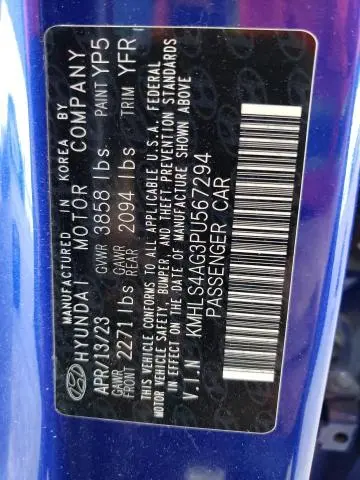 MANUFACTURED IN KOREA BY
HYUNDAI MOTOR COMPANY
APR/13/23 GVWR 3858 lbs. PAINT YP5
GAWR FRONT 2271 lbs GAWR REAR 2094 lbs TRIM YFR
THIS VEHICLE CONFORMS TO ALL APPLICABLE U.S.A. FEDERAL
MOTOR VEHICLE SAFETY, BUMPER, AND THEFT PREVENTION STANDARDS
IN EFFECT ON THE DATE OF MANUFACTURE SHOWN ABOVE
V.I.N KMHLS4AG3PU567294
PASSENGER CAR